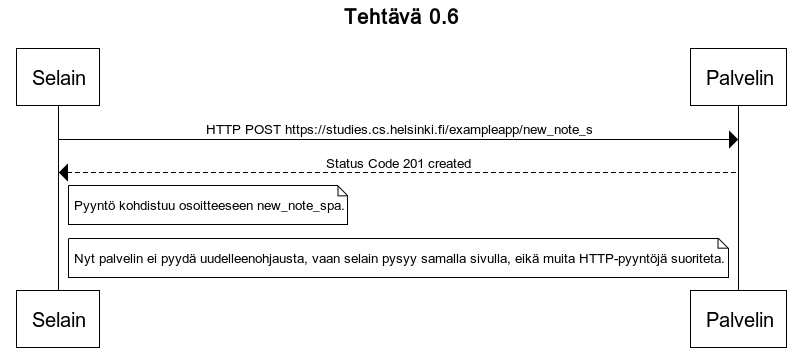 Tehtävä 0.6
Selain Palvelin
HTTP POST https://studies.cs.helsinki.fi/exampleapp/new_note_s
Status Code 201 created
Pyyntö kohdistuu osoitteeseen new_note_spa.
Nyt palvelin ei pyydä uudelleenohjausta, vaan selain pysyy samalla sivulla, eikä muita HTTP-pyyntöjä suoriteta.
Selain Palvelin